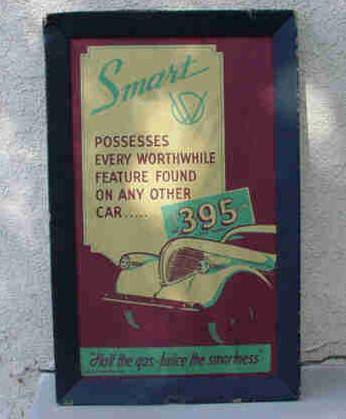 Smart
W
POSSESSES
EVERY WORTHWHILE
FEATURE FOUND
ON ANY OTHER
CAR.....
395
"Half the gas-twice the smartness"